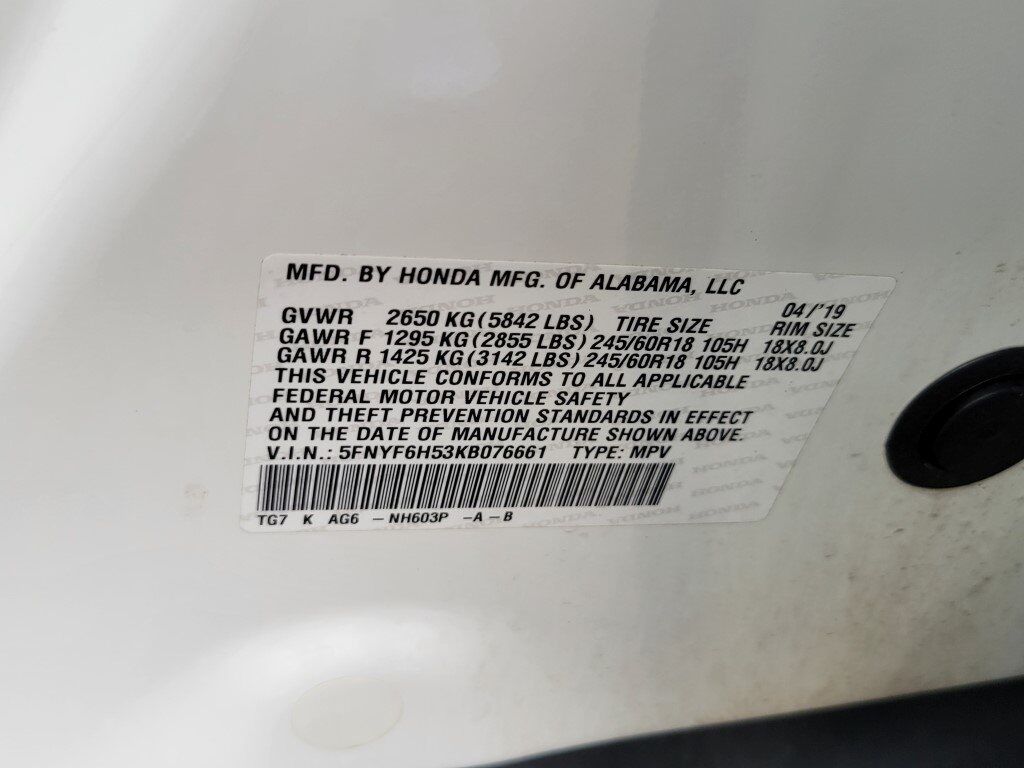 MFD. BY HONDA MFG. OF ALABAMA, LLC
04/'19
GVWR 2650 KG (5842 LBS) TIRE SIZE RIM SIZE
GAWR F 1295 KG (2855 LBS) 245/60R18 105H 18X8.0J
GAWR R 1425 KG (3142 LBS) 245/60R18 105H 18X8.0J
THIS VEHICLE CONFORMS TO ALL APPLICABLE
FEDERAL MOTOR VEHICLE SAFETY
AND THEFT PREVENTION STANDARDS IN EFFECT
ON THE DATE OF MANUFACTURE SHOWN ABOVE.
V.I.N.: 5FNYF6H53KB076661 TYPE: MPV
TG7 K AG6 -NH603P -A-B